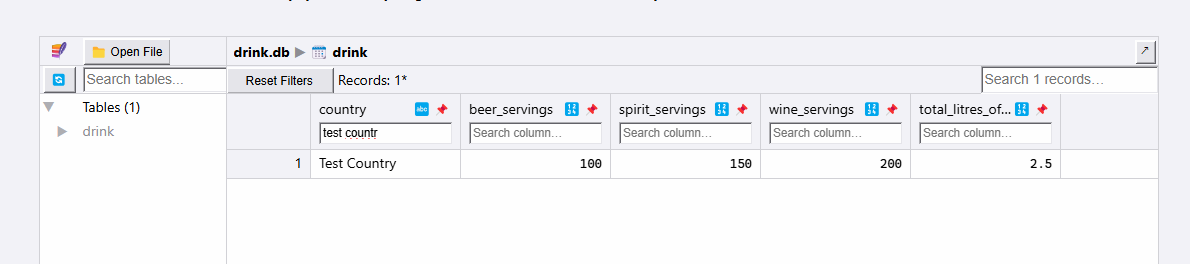 Open File
drink.db ▶ drink
Search tables...
Reset Filters
Records: 1*
Search 1 records...
Tables (1)
drink
country
beer_servings
spirit_servings
wine_servings
total_litres_of...
test countr
Search column...
Search column...
Search column...
Search column...
1 Test Country 100 150 200 2.5